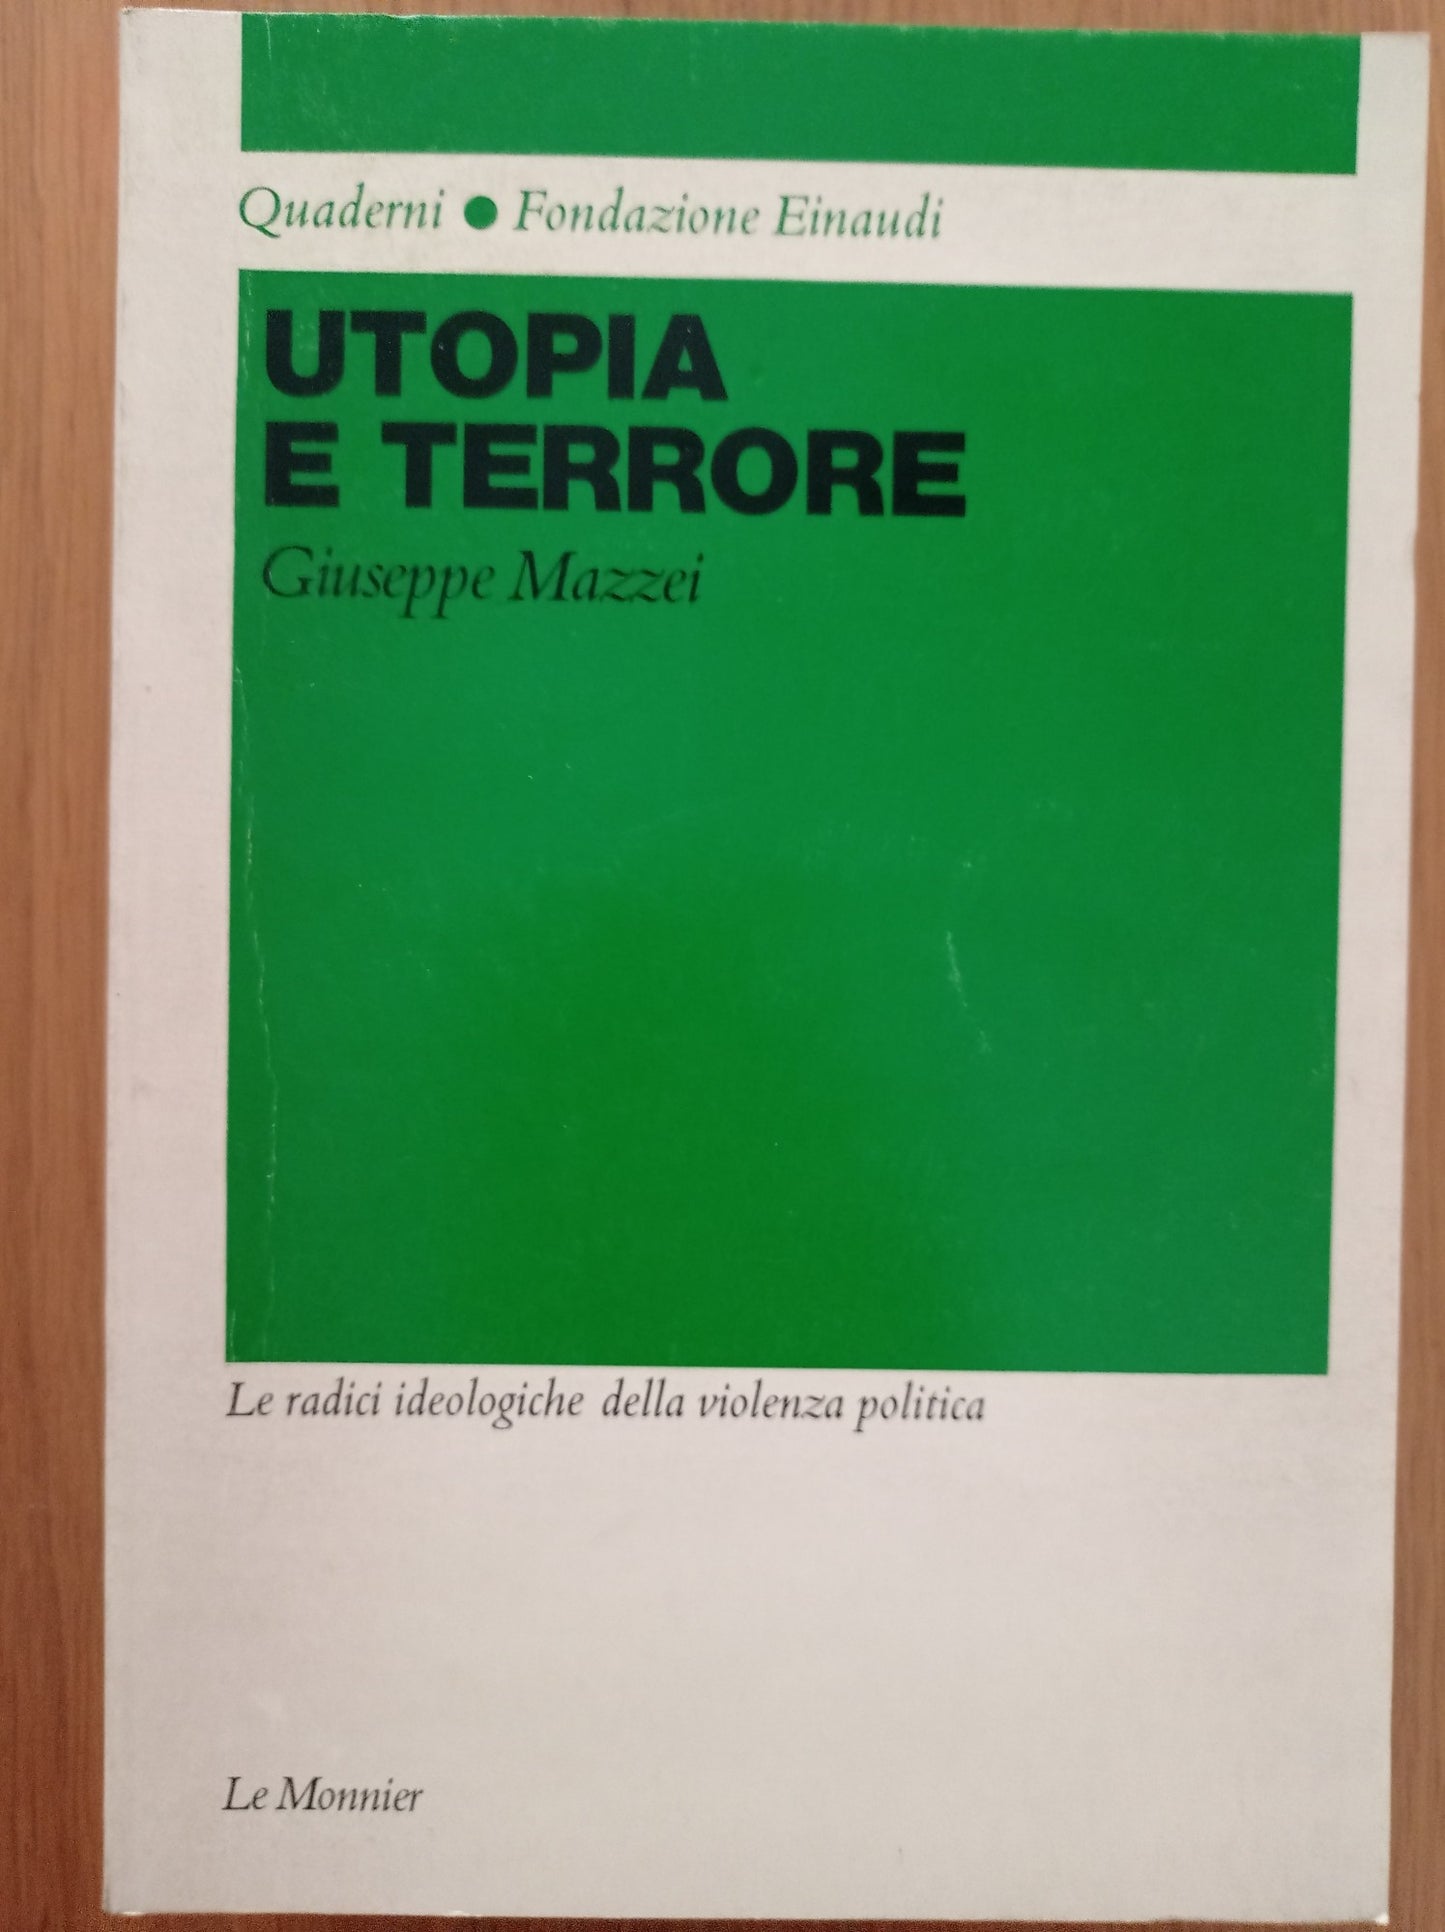 Quaderni ● Fondazione Einaudi
UTOPIA
E TERRORE
Giuseppe Mazzei
Le radici ideologiche della violenza politica
Le Monnier